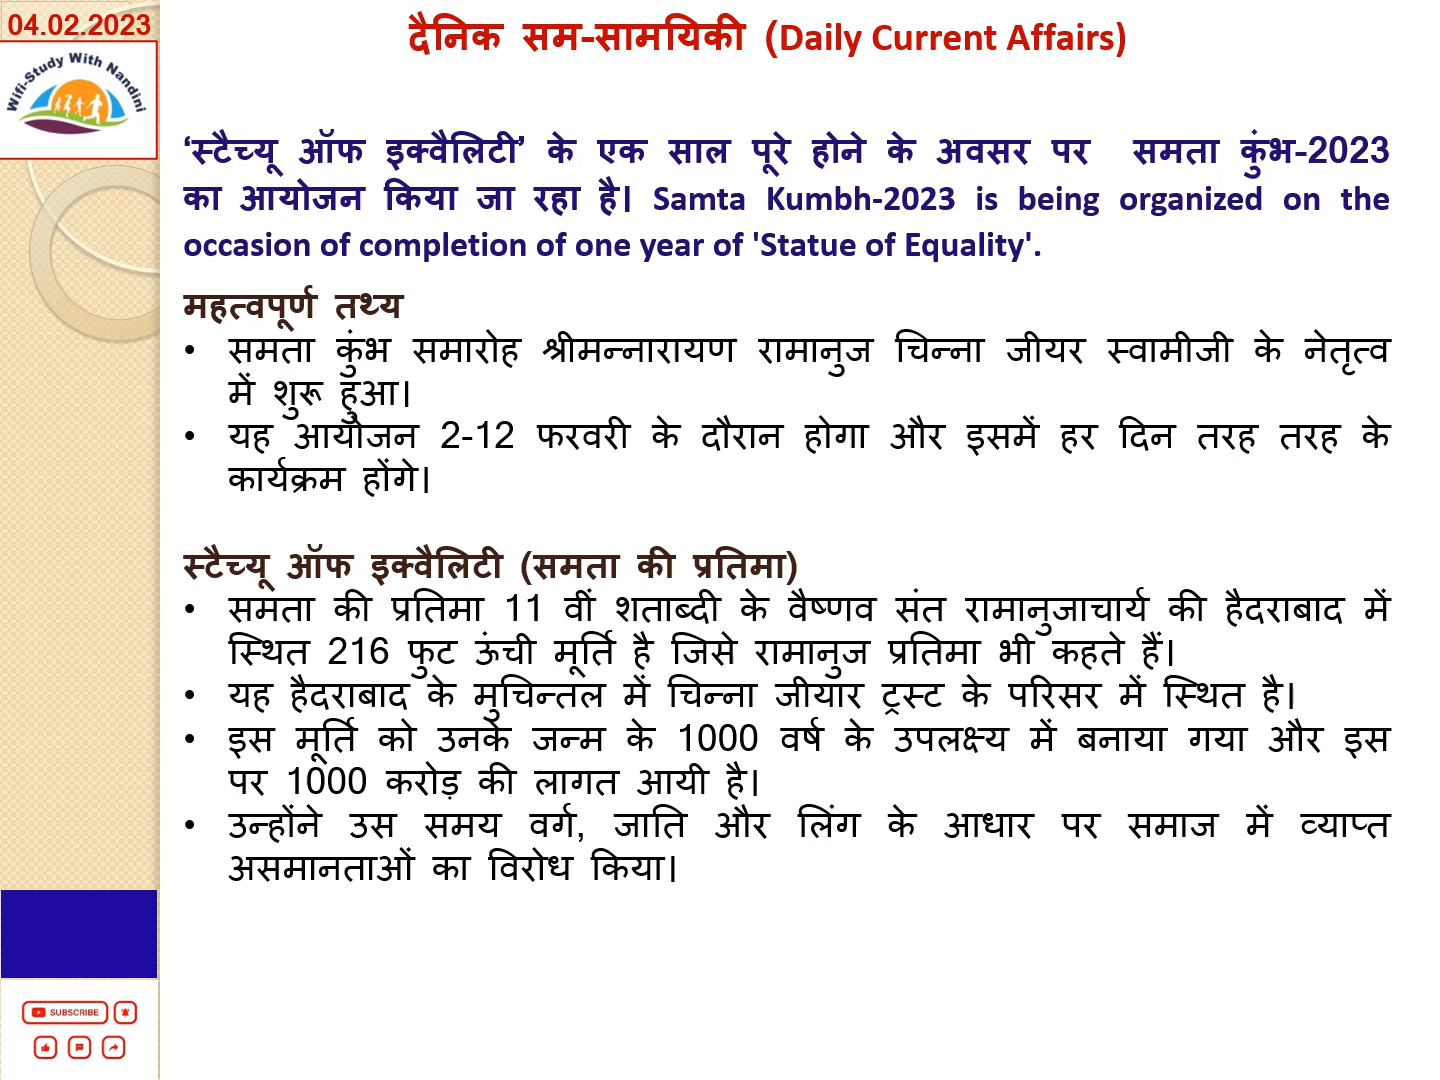 04.02.2023
दैनिक सम-सामयिकी (Daily Current Affairs)
Wifi-Study With Nandini
‘स्टैच्यू ऑफ इक्वैलिटी’ के एक साल पूरे होने के अवसर पर समता कुंभ-2023
का आयोजन किया जा रहा है। Samta Kumbh-2023 is being organized on the
occasion of completion of one year of 'Statue of Equality'.
महत्वपूर्ण तथ्य
• समता कुंभ समारोह श्रीमन्नारायण रामानुज चिन्ना जीयर स्वामीजी के नेतृत्व
में शुरू हुआ।
• यह आयोजन 2-12 फरवरी के दौरान होगा और इसमें हर दिन तरह तरह के
कार्यक्रम होंगे।
स्टैच्यू ऑफ इक्वैलिटी (समता की प्रतिमा)
• समता की प्रतिमा 11 वीं शताब्दी के वैष्णव संत रामानुजाचार्य की हैदराबाद में
स्थित 216 फुट ऊंची मूर्ति है जिसे रामानुज प्रतिमा भी कहते हैं।
• यह हैदराबाद के मुचिन्तल में चिन्ना जीयार ट्रस्ट के परिसर में स्थित है।
• इस मूर्ति को उनके जन्म के 1000 वर्ष के उपलक्ष्य में बनाया गया और इस
पर 1000 करोड़ की लागत आयी है।
• उन्होंने उस समय वर्ग, जाति और लिंग के आधार पर समाज में व्याप्त
असमानताओं का विरोध किया।
SUBSCRIBE